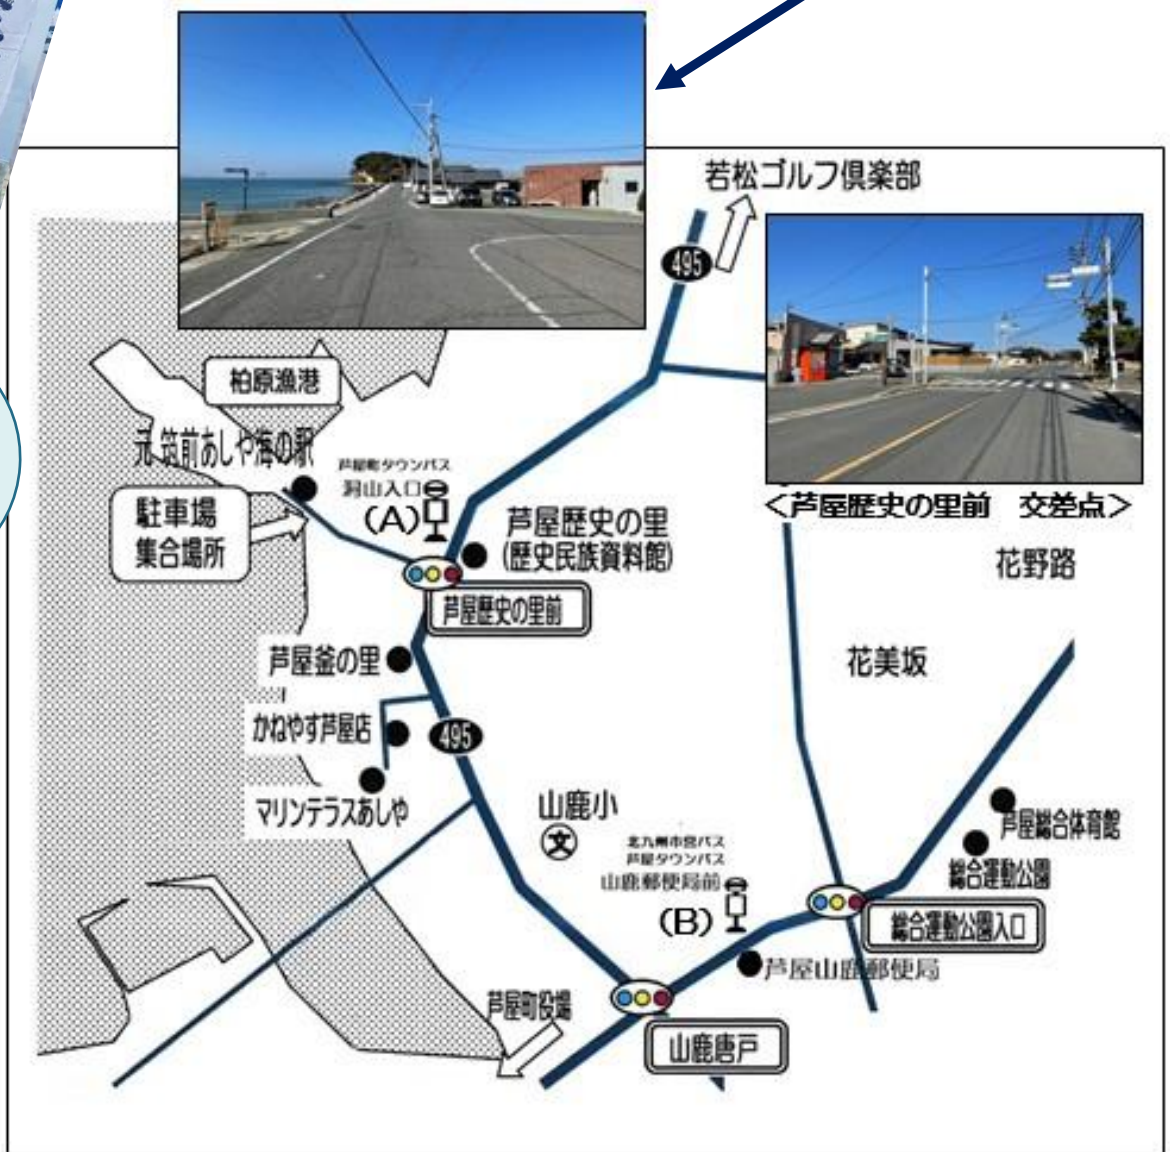 若松ゴルフ倶楽部
495
柏原漁港
元 筑前あしや海の駅
芦屋町タウンバス
洞山入口
(A)
駐車場
集合場所
芦屋歴史の里
(歴史民族資料館)
芦屋歴史の里前
<芦屋歴史の里前 交差点>
花野路
花美坂
芦屋釜の里
かねやす芦屋店
495
マリンテラスあしや
山鹿小
文
北九州市営バス
芦屋タウンバス
山鹿郵便局前
(B)
芦屋総合体育館
総合運動公園
総合運動公園入口
芦屋山鹿郵便局
芦屋町役場
山鹿唐戸